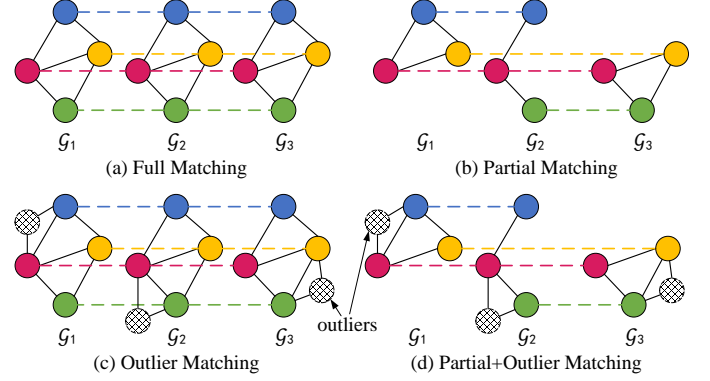 𝒢1 𝒢2 𝒢3 𝒢1 𝒢2 𝒢3
(a) Full Matching (b) Partial Matching
outliers
𝒢1 𝒢2 𝒢3 𝒢1 𝒢2 𝒢3
(c) Outlier Matching (d) Partial+Outlier Matching